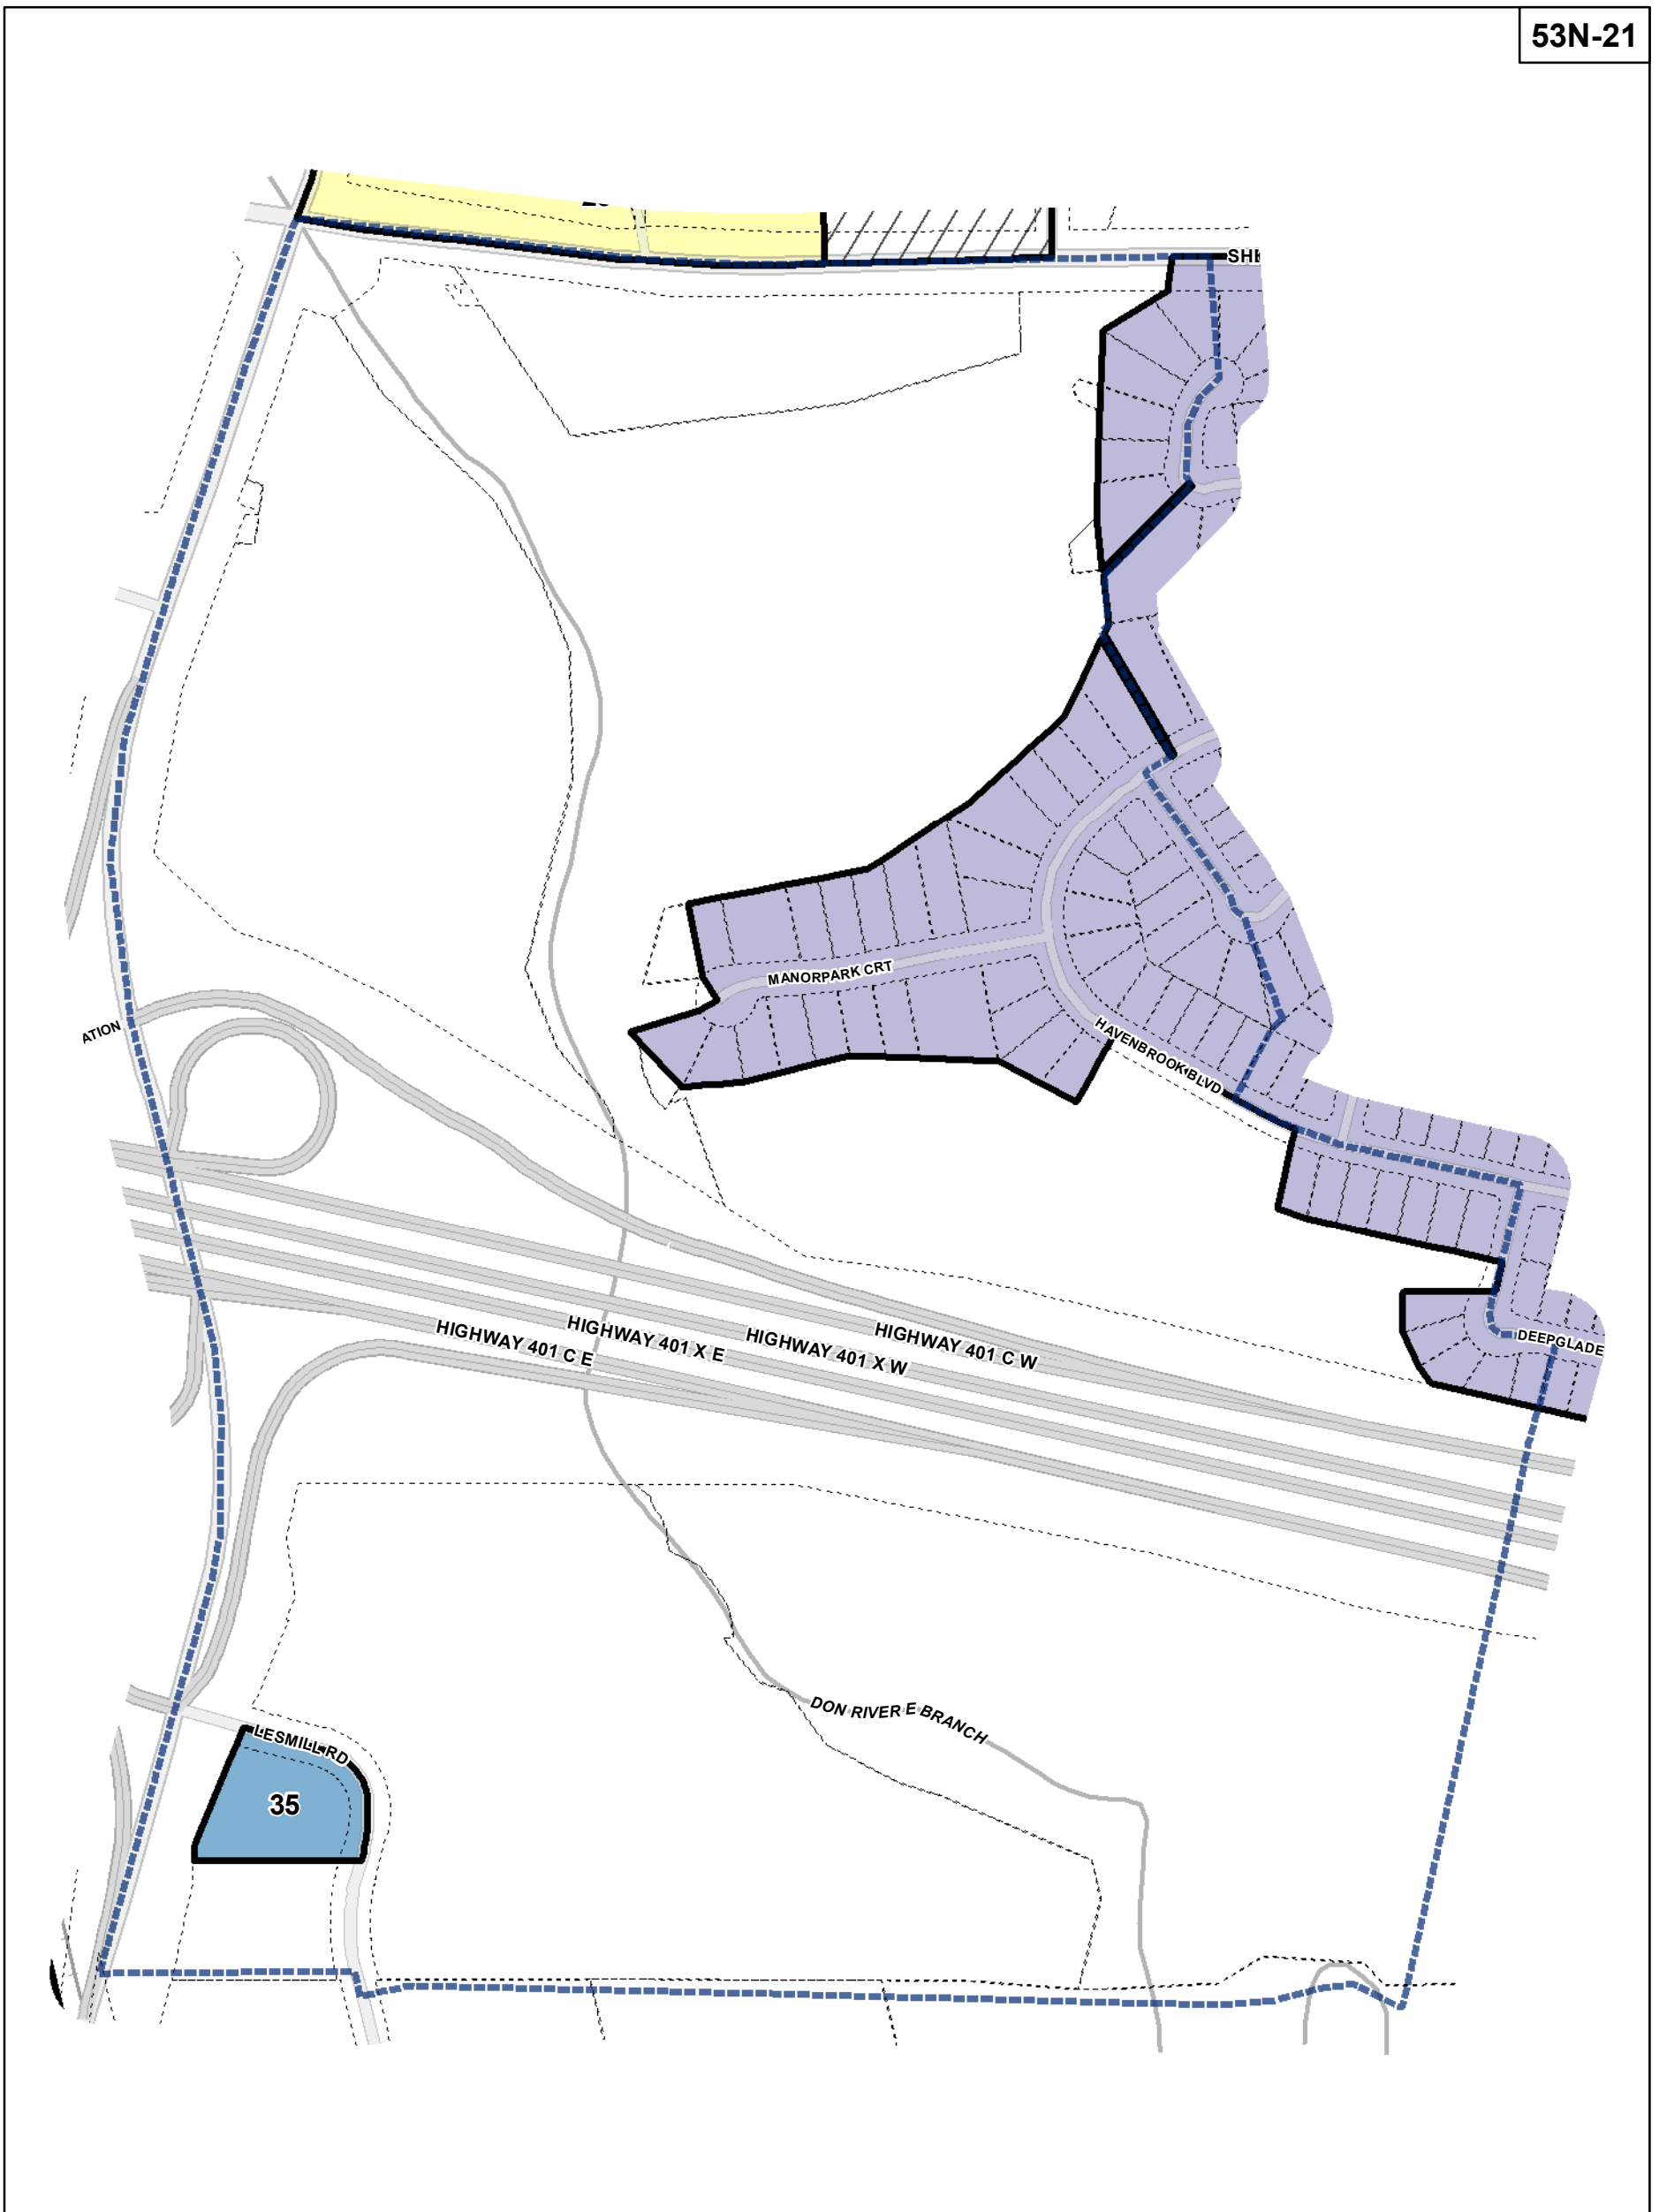 53N-21
SHE
MANORPARK CRT
ATION
HAVENBROOK BLVD
HIGHWAY 401 C E
HIGHWAY 401 X E
HIGHWAY 401 X W
HIGHWAY 401 C W
DEEPGLADE
DON RIVER E BRANCH
LESMILL RD
35